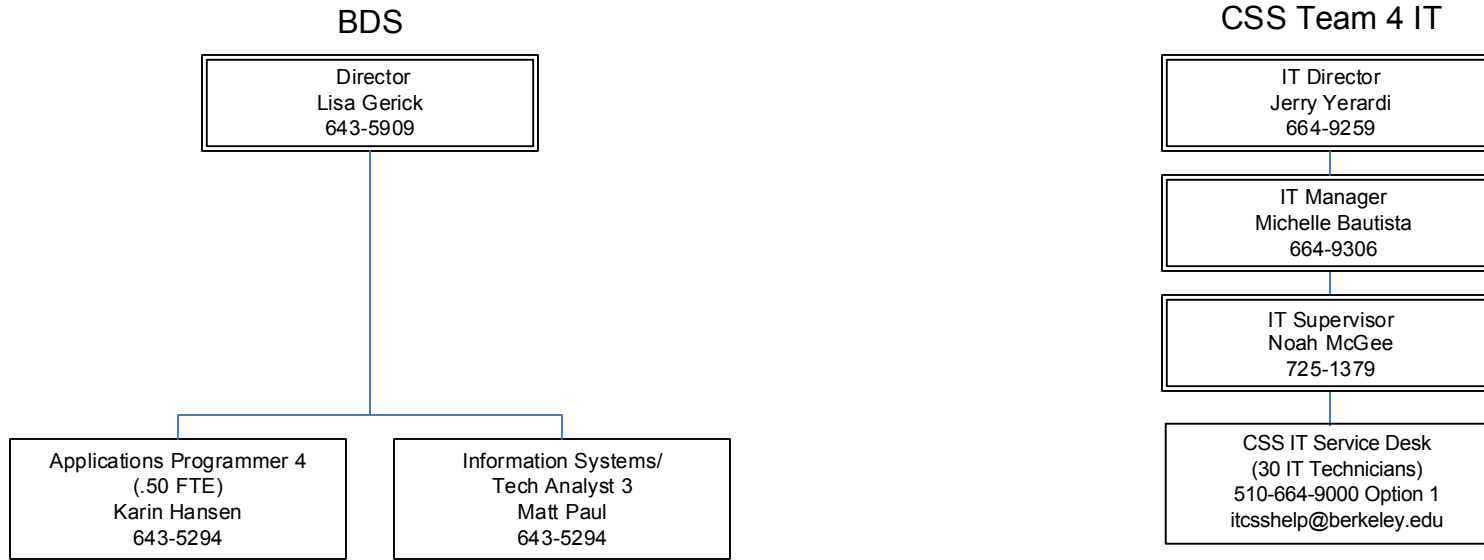 BDS
Director
Lisa Gerick
643-5909
Applications Programmer 4
(.50 FTE)
Karin Hansen
643-5294
Information Systems/
Tech Analyst 3
Matt Paul
643-5294
CSS Team 4 IT
IT Director
Jerry Yerardi
664-9259
IT Manager
Michelle Bautista
664-9306
IT Supervisor
Noah McGee
725-1379
CSS IT Service Desk
(30 IT Technicians)
510-664-9000 Option 1
itcsshelp@berkeley.edu